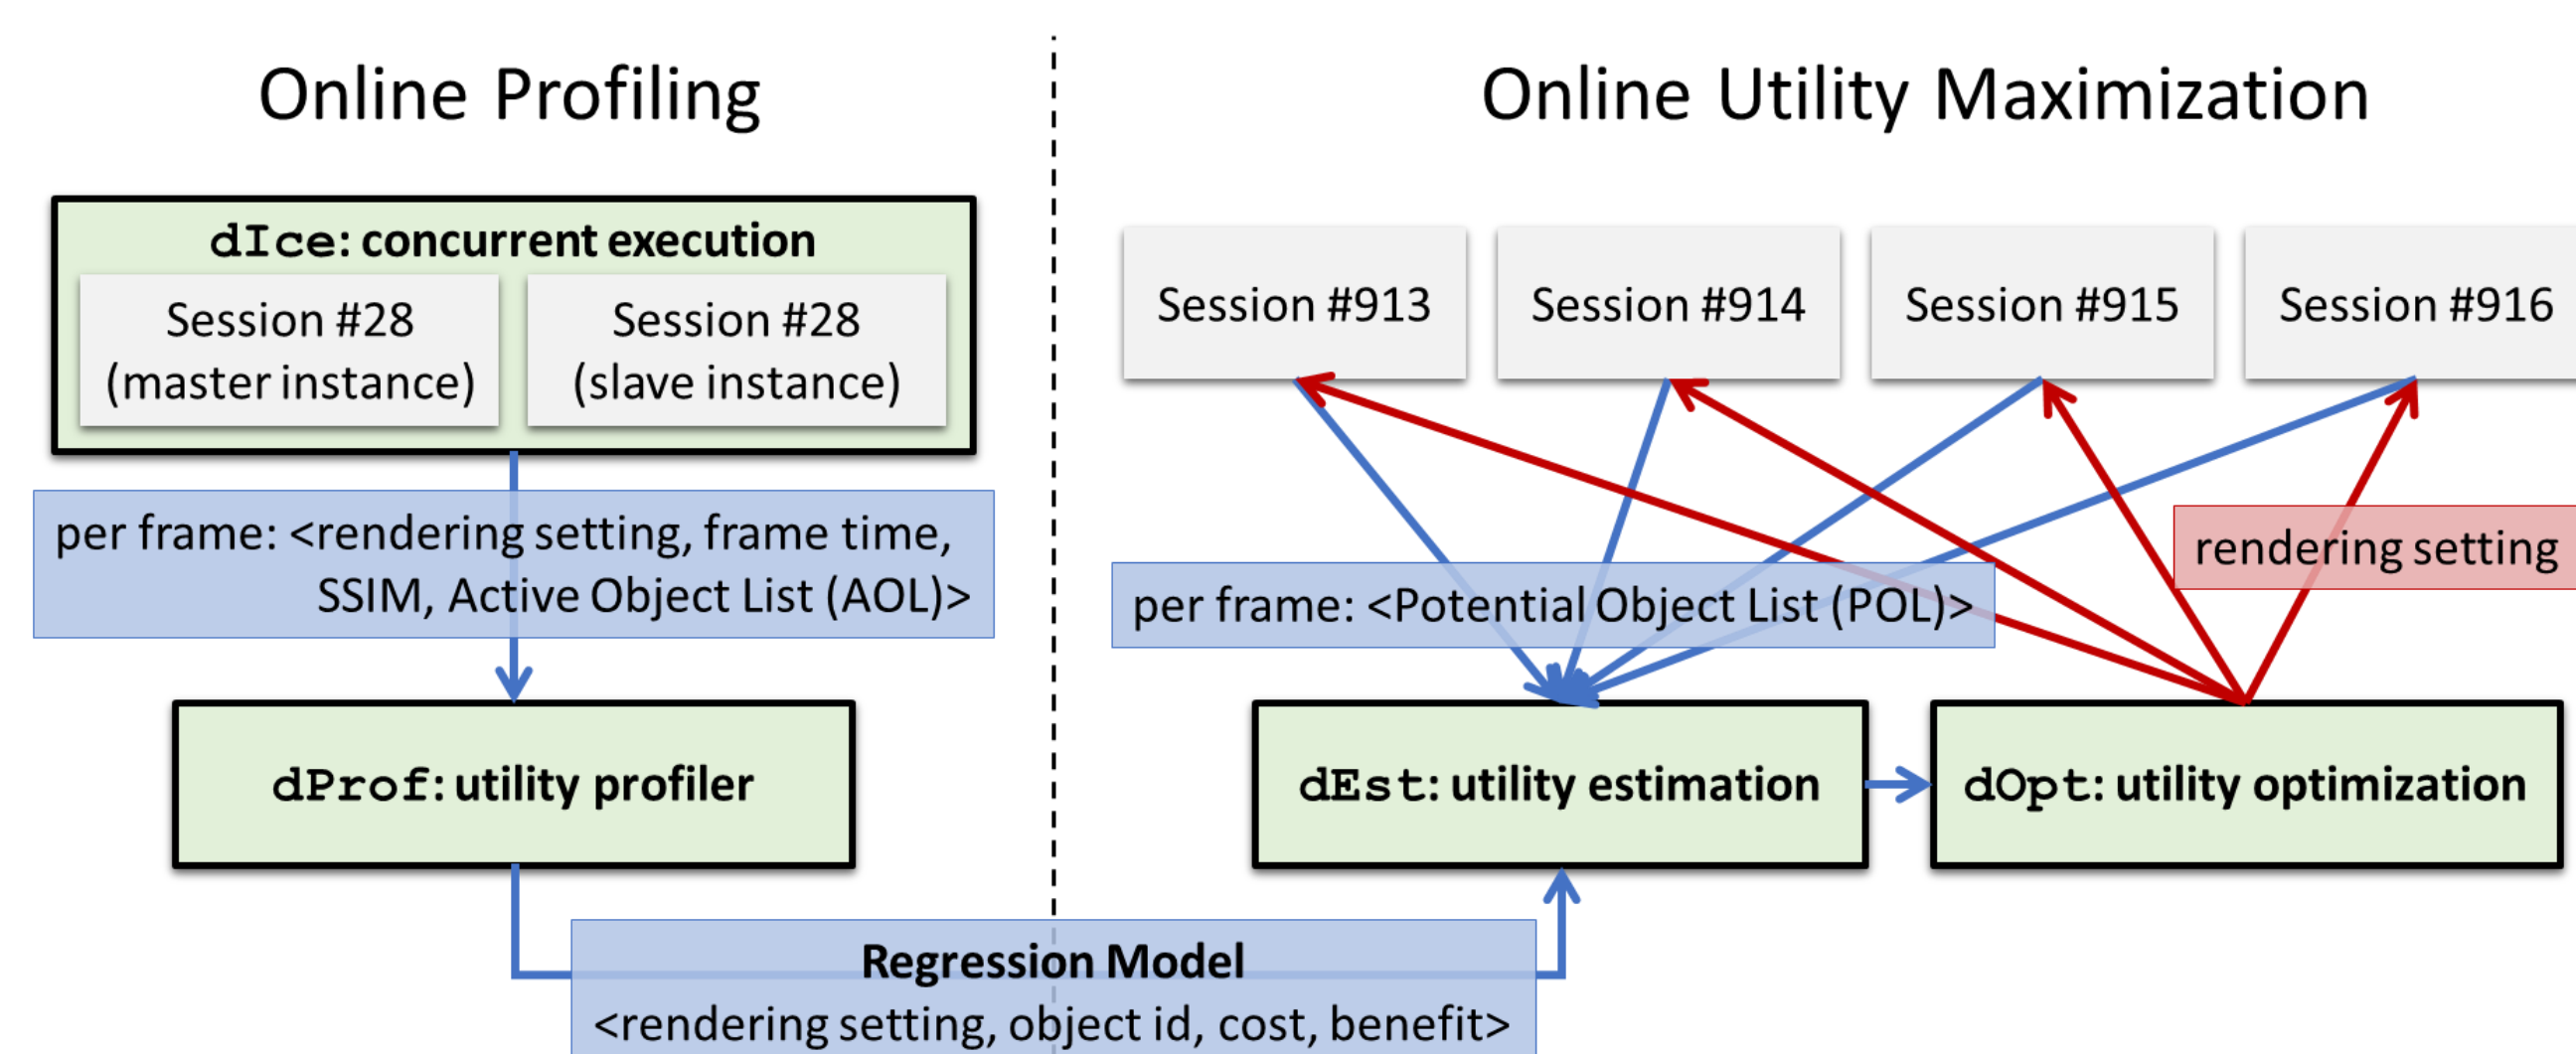 Online Profiling
Online Utility Maximization
dIce: concurrent execution
Session #28
(master instance)
Session #28
(slave instance)
Session #913
Session #914
Session #915
Session #916
per frame: <rendering setting, frame time,
SSIM, Active Object List (AOL)>
per frame: <Potential Object List (POL)>
rendering setting
dProf: utility profiler
dEst: utility estimation
dOpt: utility optimization
Regression Model
<rendering setting, object id, cost, benefit>